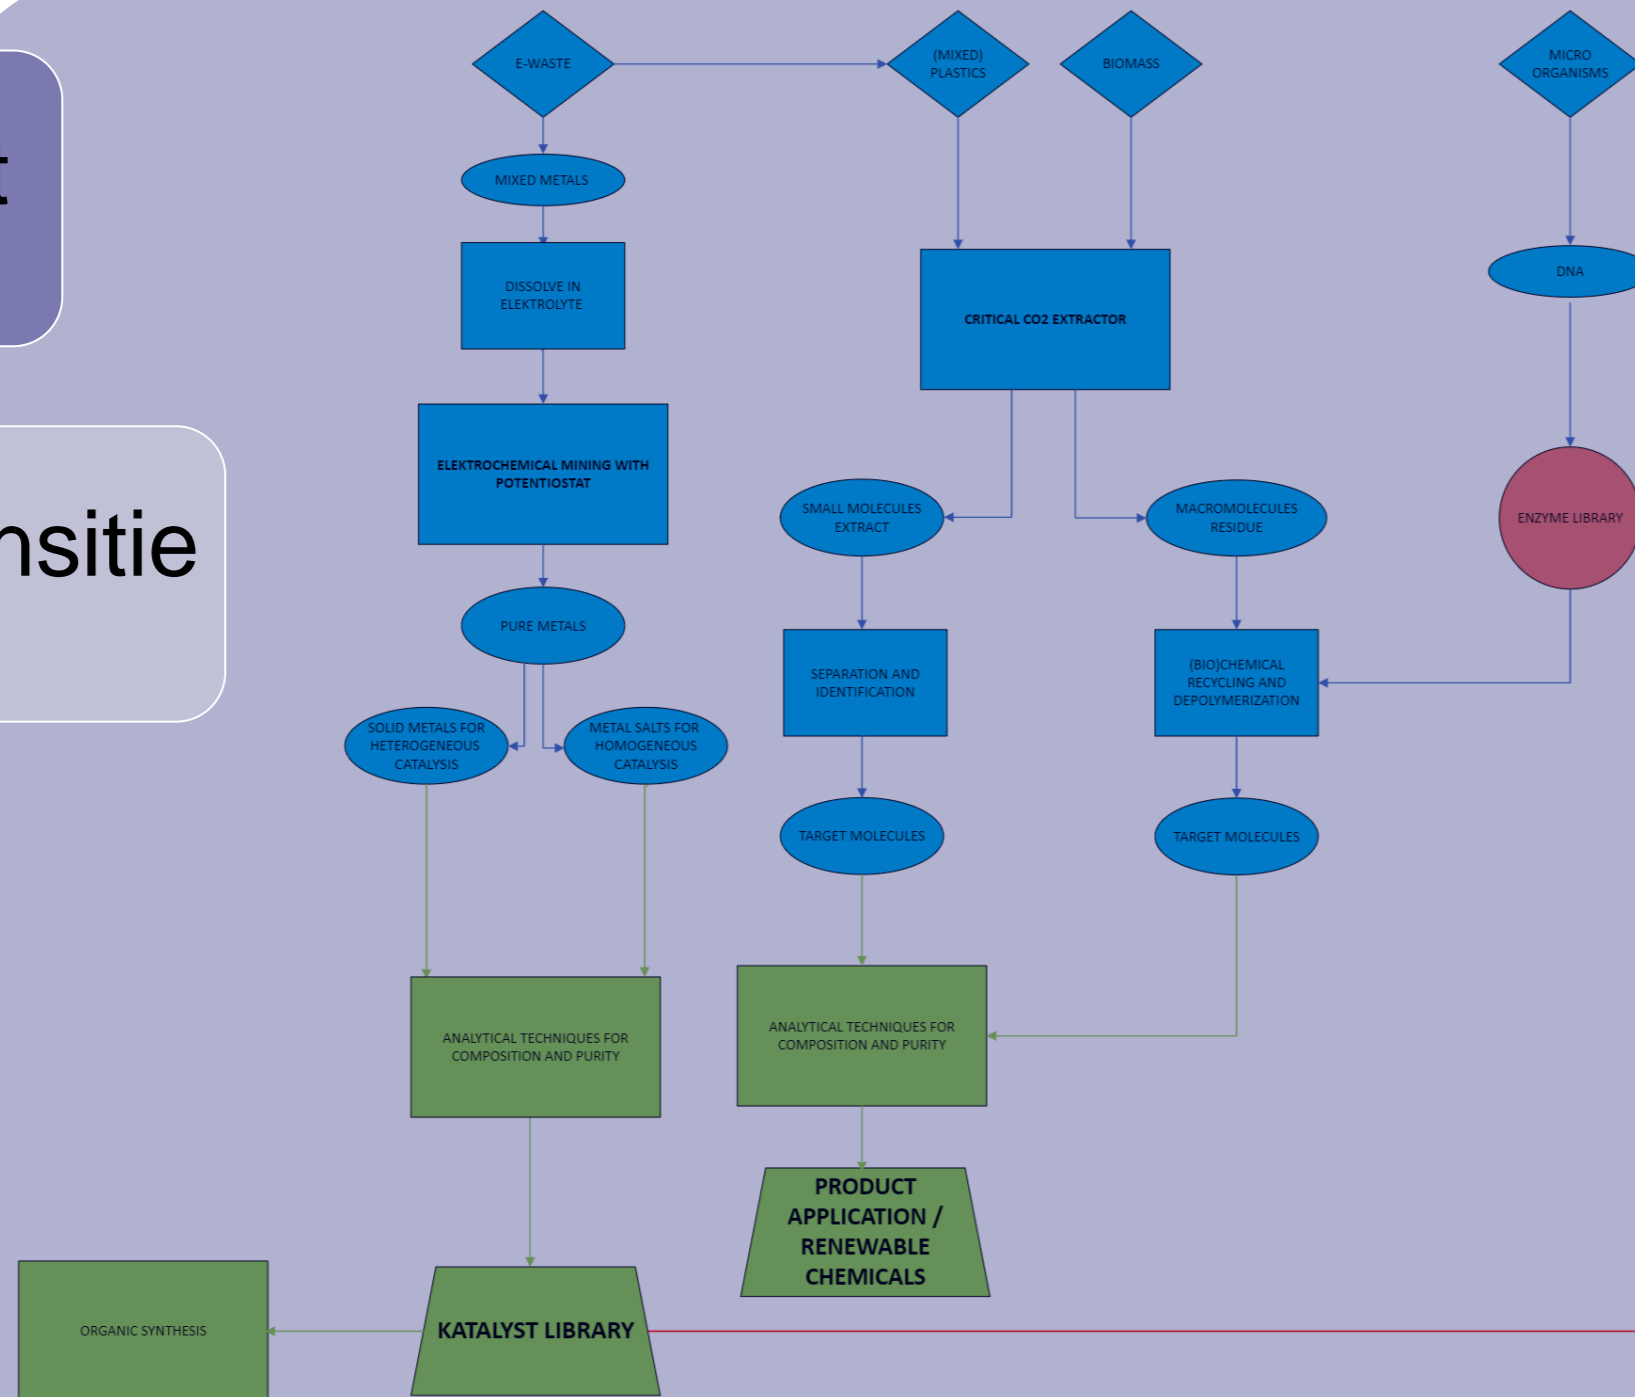 t
nsitie
E-WASTE
(MIXED)
PLASTICS
BIOMASS
MICRO
ORGANISMS
MIXED METALS
DNA
DISSOLVE IN
ELEKTROLYTE
CRITICAL CO2 EXTRACTOR
ELEKTROCHEMICAL MINING WITH
POTENTIOSTAT
SMALL MOLECULES
EXTRACT
MACROMOLECULES
RESIDUE
ENZYME LIBRARY
PURE METALS
SEPARATION AND
IDENTIFICATION
(BIO)CHEMICAL
RECYCLING AND
DEPOLYMERIZATION
SOLID METALS FOR
HETEROGENEOUS
CATALYSIS
METAL SALTS FOR
HOMOGENEOUS
CATALYSIS
TARGET MOLECULES
TARGET MOLECULES
ANALYTICAL TECHNIQUES FOR
COMPOSITION AND PURITY
ANALYTICAL TECHNIQUES FOR
COMPOSITION AND PURITY
PRODUCT
APPLICATION /
RENEWABLE
CHEMICALS
ORGANIC SYNTHESIS
KATALYST LIBRARY